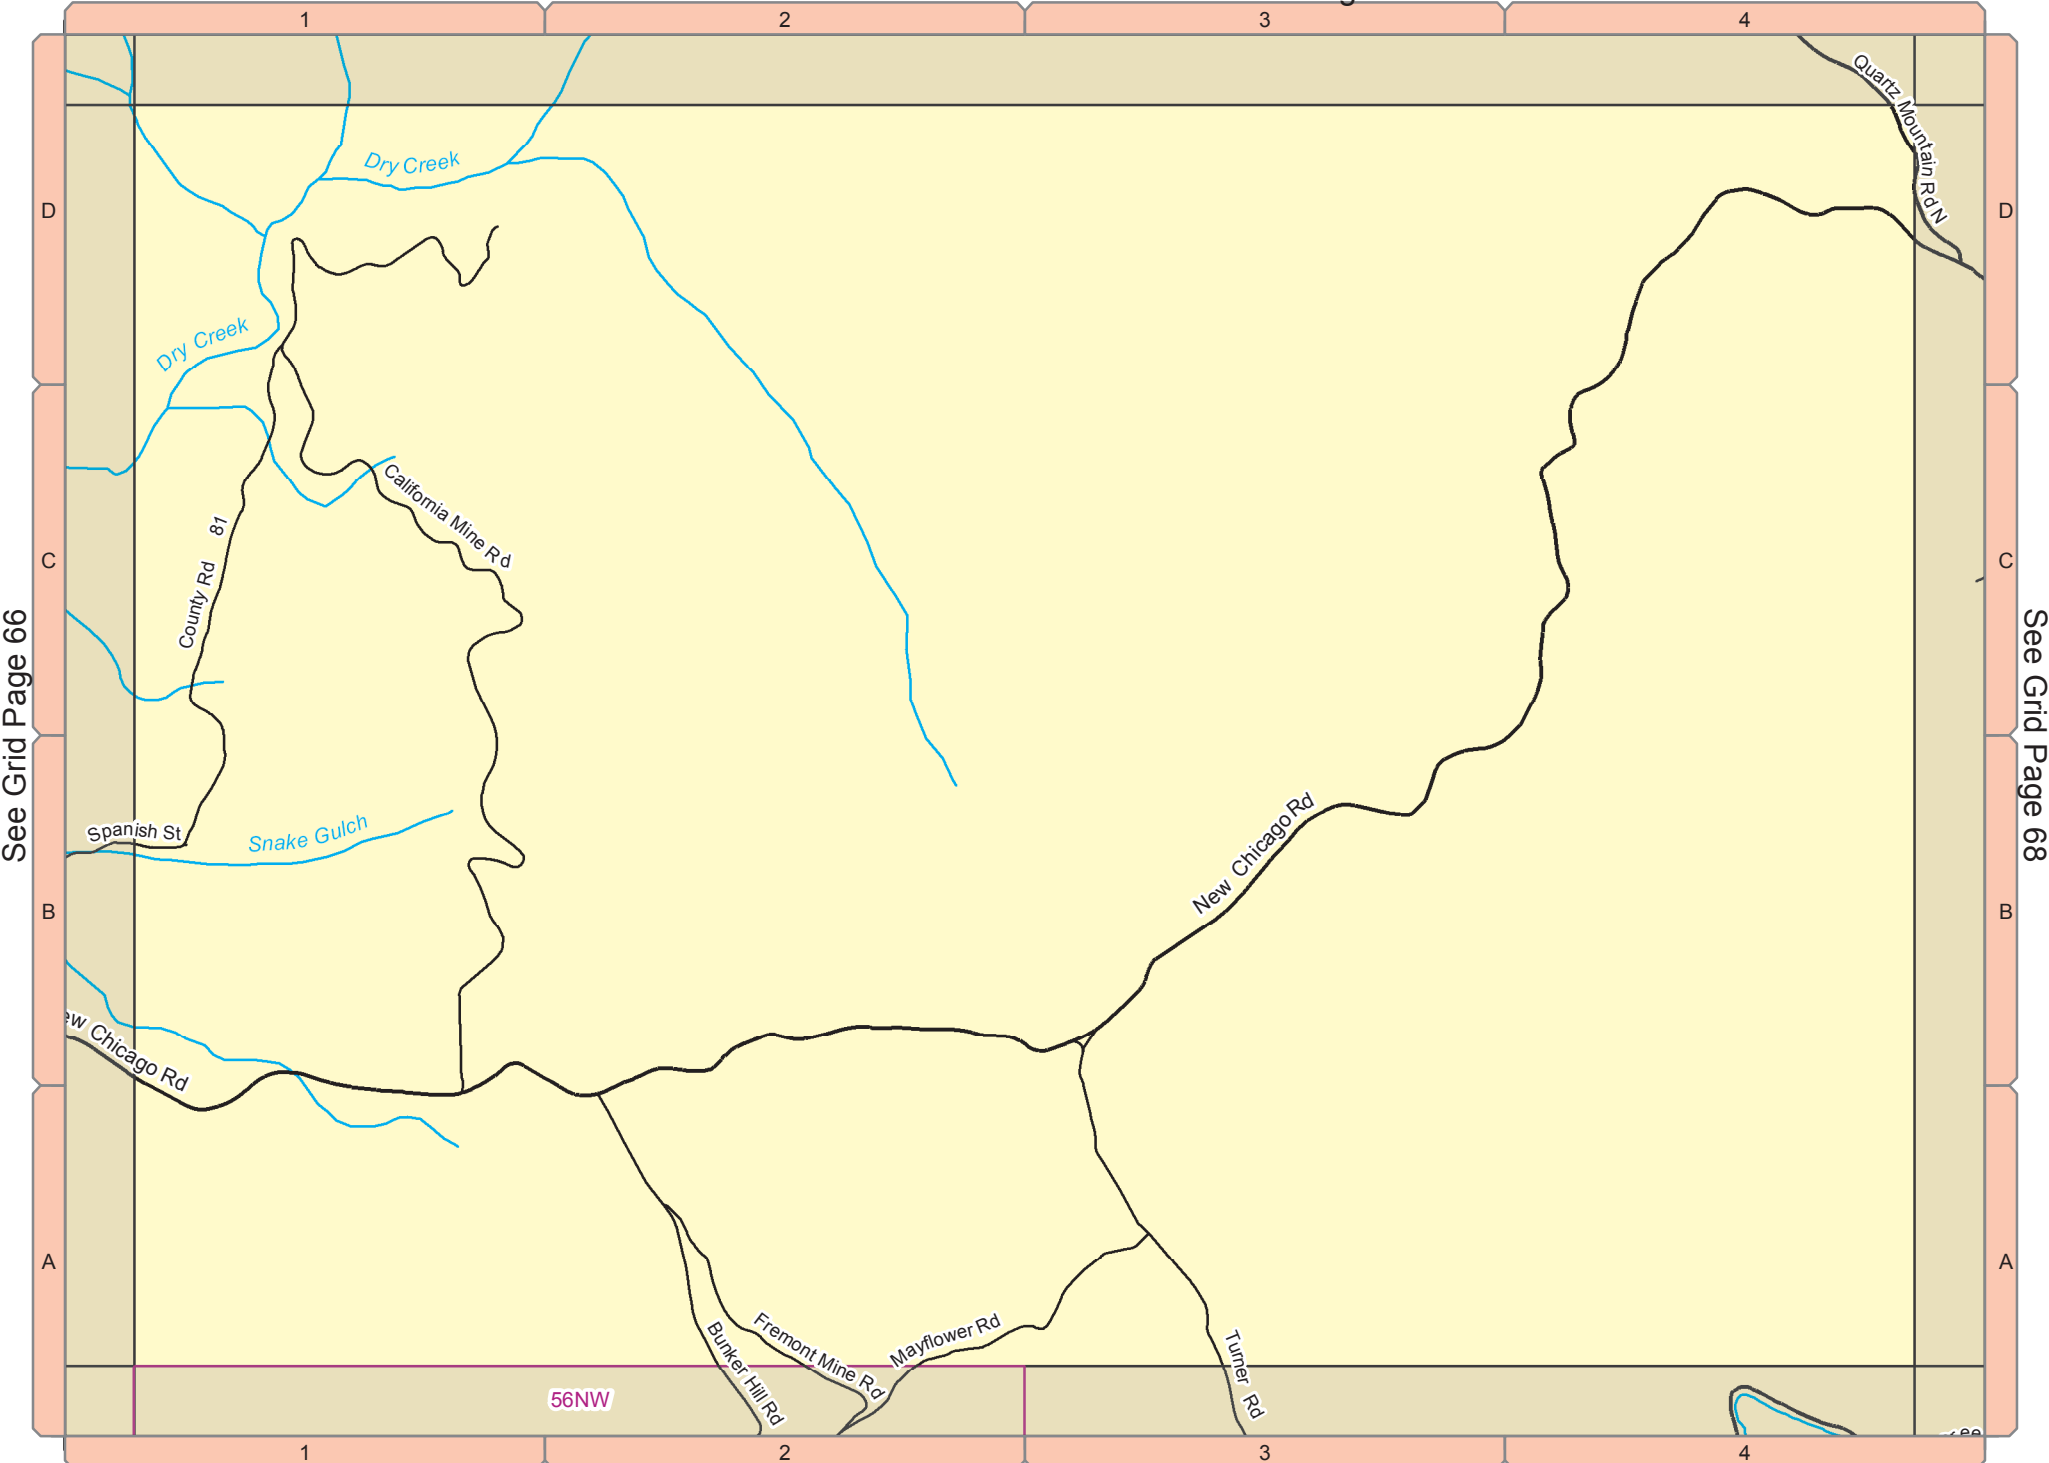 1
2
3
4
Quartz Mountain Rd N
Dry Creek
D
D
Dry Creek
California Mine Rd
81
County Rd
C
C
See Grid Page 66
See Grid Page 68
Spanish St
Snake Gulch
New Chicago Rd
B
B
ew Chicago Rd
A
A
Fremont Mine Rd
Mayflower Rd
Bunker Hill Rd
Turner Rd
56NW
1
2
3
4